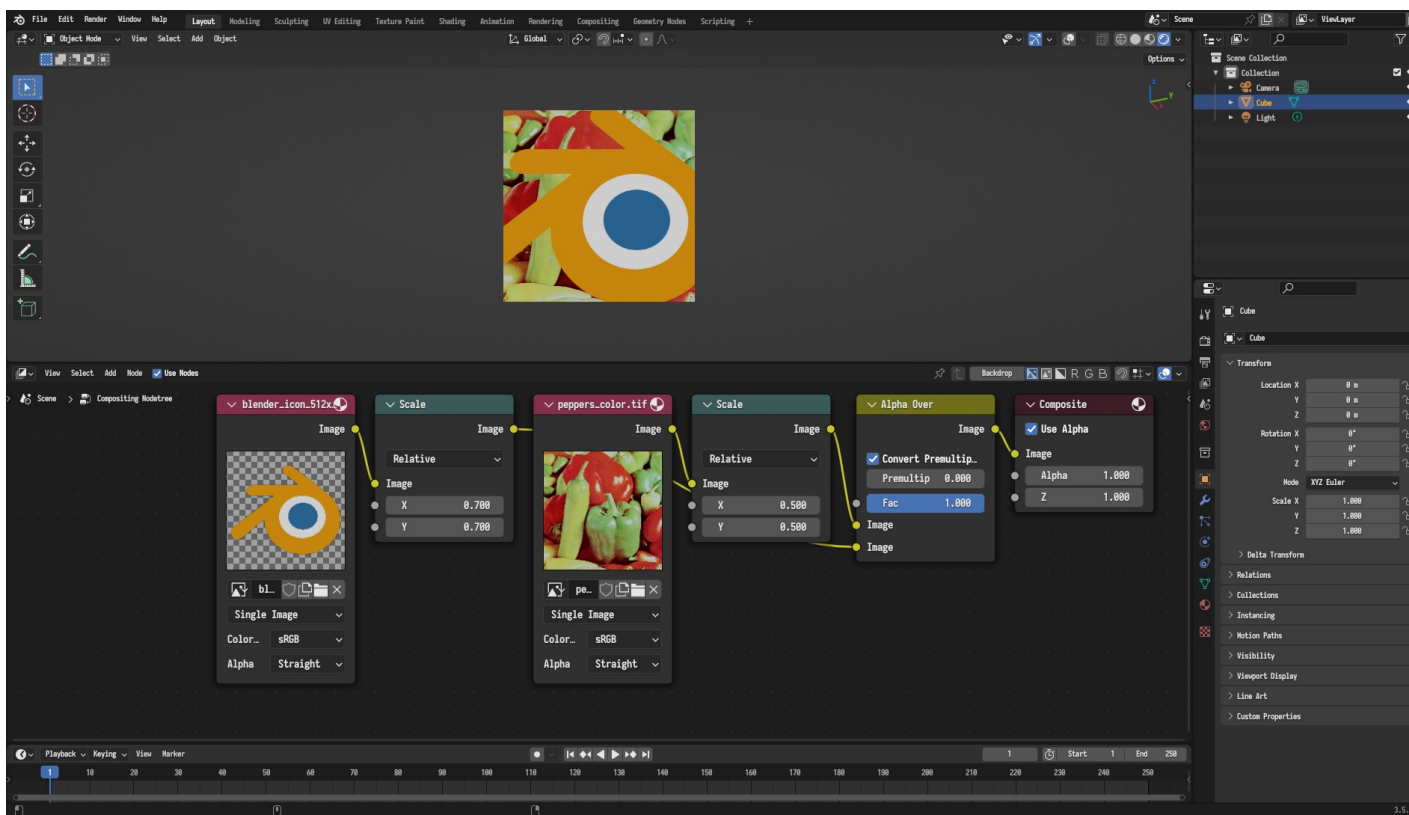 File Edit Render Window Help Layout Modeling Sculpting UV Editing Texture Paint Shading Animation Rendering Compositing Geometry Nodes Scripting + Scene ViewLayer
Object Mode View Select Add Object Global
Options
Z
Y
X
Scene Collection
Collection
Camera
Cube
Light
Cube
Cube
Transform
Location X 0 m
Y 0 m
Z 0 m
Rotation X 0°
Y 0°
Z 0°
Mode XYZ Euler
Scale X 1.000
Y 1.000
Z 1.000
Delta Transform
Relations
Collections
Instancing
Motion Paths
Visibility
Viewport Display
Line Art
Custom Properties
View Select Add Node Use Nodes Backdrop R G B
Scene > Compositing Nodetree
blender_icon_512x…
Image
bl…
Single Image
Color… sRGB
Alpha Straight
Scale
Image
Relative
Image
X 0.700
Y 0.700
peppers_color.tif
Image
pe…
Single Image
Color… sRGB
Alpha Straight
Scale
Image
Relative
Image
X 0.500
Y 0.500
Alpha Over
Image
Convert Premultip…
Premultip 0.000
Fac 1.000
Image
Image
Composite
Use Alpha
Image
Alpha 1.000
Z 1.000
Playback Keying View Marker 1 Start 1 End 250
1 10 20 30 40 50 60 70 80 90 100 110 120 130 140 150 160 170 180 190 200 210 220 230 240 250
3.5.